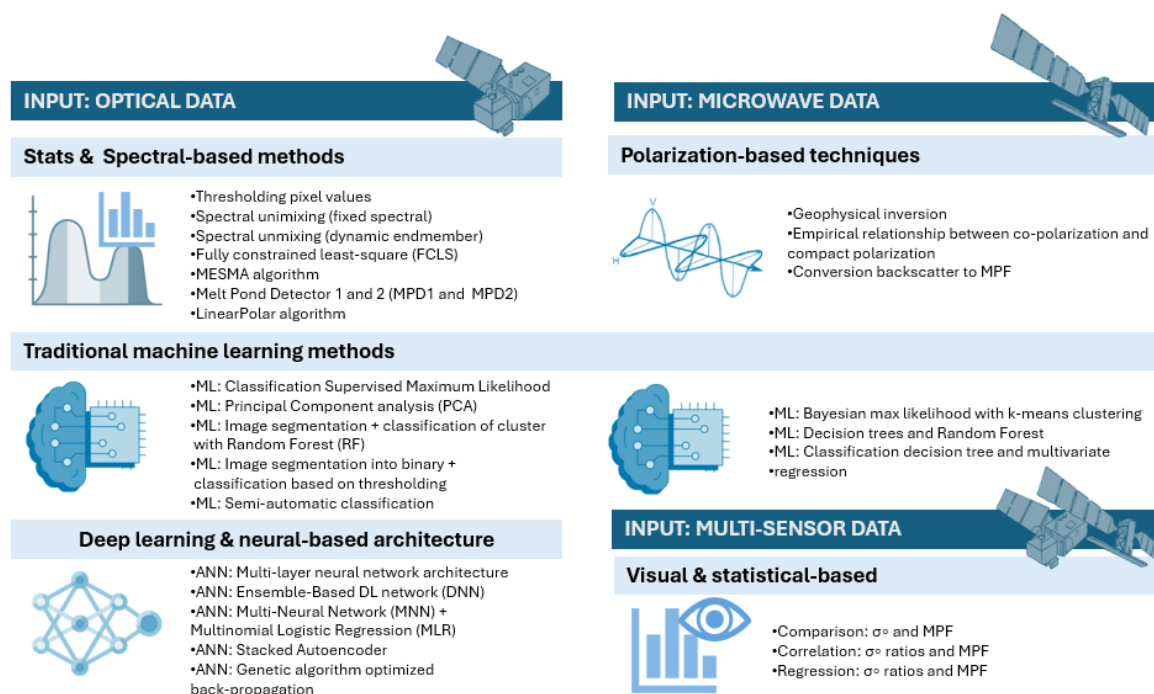 INPUT: OPTICAL DATA
Stats & Spectral-based methods
•Thresholding pixel values
•Spectral unimixing (fixed spectral)
•Spectral unmixing (dynamic endmember)
•Fully constrained least-square (FCLS)
•MESMA algorithm
•Melt Pond Detector 1 and 2 (MPD1 and MPD2)
•LinearPolar algorithm
INPUT: MICROWAVE DATA
Polarization-based techniques
V
H
•Geophysical inversion
•Empirical relationship between co-polarization and
compact polarization
•Conversion backscatter to MPF
Traditional machine learning methods
•ML: Classification Supervised Maximum Likelihood
•ML: Principal Component analysis (PCA)
•ML: Image segmentation + classification of cluster
with Random Forest (RF)
•ML: Image segmentation into binary +
classification based on thresholding
•ML: Semi-automatic classification
•ML: Bayesian max likelihood with k-means clustering
•ML: Decision trees and Random Forest
•ML: Classification decision tree and multivariate
•regression
Deep learning & neural-based architecture
•ANN: Multi-layer neural network architecture
•ANN: Ensemble-Based DL network (DNN)
•ANN: Multi-Neural Network (MNN) +
Multinomial Logistic Regression (MLR)
•ANN: Stacked Autoencoder
•ANN: Genetic algorithm optimized
back-propagation
INPUT: MULTI-SENSOR DATA
Visual & statistical-based
•Comparison: σ∘ and MPF
•Correlation: σ∘ ratios and MPF
•Regression: σ∘ ratios and MPF